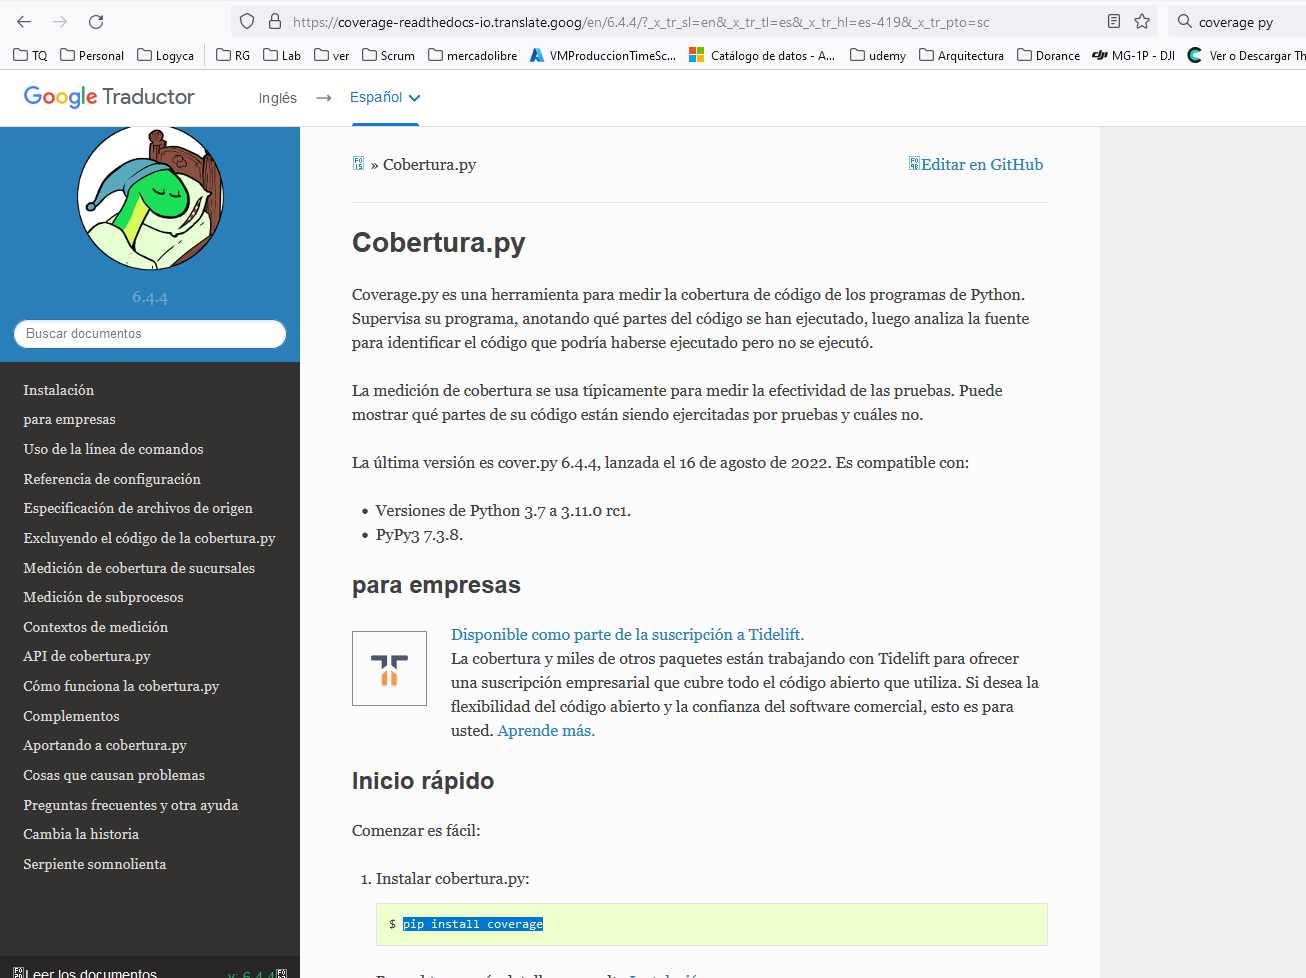 https://coverage-readthedocs-io.translate.goog/en/6.4.4/?_x_tr_sl=en&_x_tr_tl=es&_x_tr_hl=es-419&_x_tr_pto=sc
coverage py
TQ Personal Logyca RG Lab ver Scrum mercadolibre VMProduccionTimeSc... Catálogo de datos - A... udemy Arquitectura Dorance MG-1P - DJI Ver o Descargar Th
Google Traductor Inglés → Español
» Cobertura.py
Editar en GitHub
6.4.4
Buscar documentos
Instalación
para empresas
Uso de la línea de comandos
Referencia de configuración
Especificación de archivos de origen
Excluyendo el código de la cobertura.py
Medición de cobertura de sucursales
Medición de subprocesos
Contextos de medición
API de cobertura.py
Cómo funciona la cobertura.py
Complementos
Aportando a cobertura.py
Cosas que causan problemas
Preguntas frecuentes y otra ayuda
Cambia la historia
Serpiente somnolienta
Leer los documentos
v: 6.4.4
Cobertura.py
Coverage.py es una herramienta para medir la cobertura de código de los programas de Python.
Supervisa su programa, anotando qué partes del código se han ejecutado, luego analiza la fuente
para identificar el código que podría haberse ejecutado pero no se ejecutó.
La medición de cobertura se usa típicamente para medir la efectividad de las pruebas. Puede
mostrar qué partes de su código están siendo ejercitadas por pruebas y cuáles no.
La última versión es cover.py 6.4.4, lanzada el 16 de agosto de 2022. Es compatible con:
• Versiones de Python 3.7 a 3.11.0 rc1.
• PyPy3 7.3.8.
para empresas
Disponible como parte de la suscripción a Tidelift.
La cobertura y miles de otros paquetes están trabajando con Tidelift para ofrecer
una suscripción empresarial que cubre todo el código abierto que utiliza. Si desea la
flexibilidad del código abierto y la confianza del software comercial, esto es para
usted. Aprende más.
Inicio rápido
Comenzar es fácil:
1. Instalar cobertura.py:
$ pip install coverage